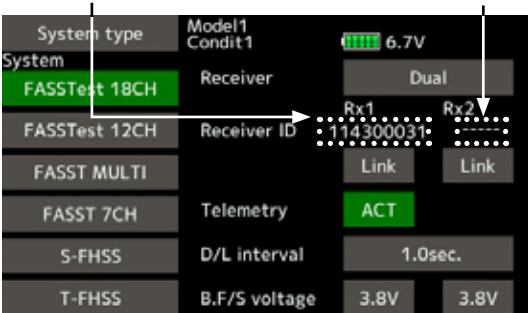 System type
Model1
Condit1
6.7V
System
FASSTest 18CH
FASSTest 12CH
FASST MULTI
FASST 7CH
S-FHSS
T-FHSS
Receiver
Dual
Rx1
Rx2
Receiver ID
114300031
------
Link
Link
Telemetry
ACT
D/L interval
1.0sec.
B.F/S voltage
3.8V
3.8V